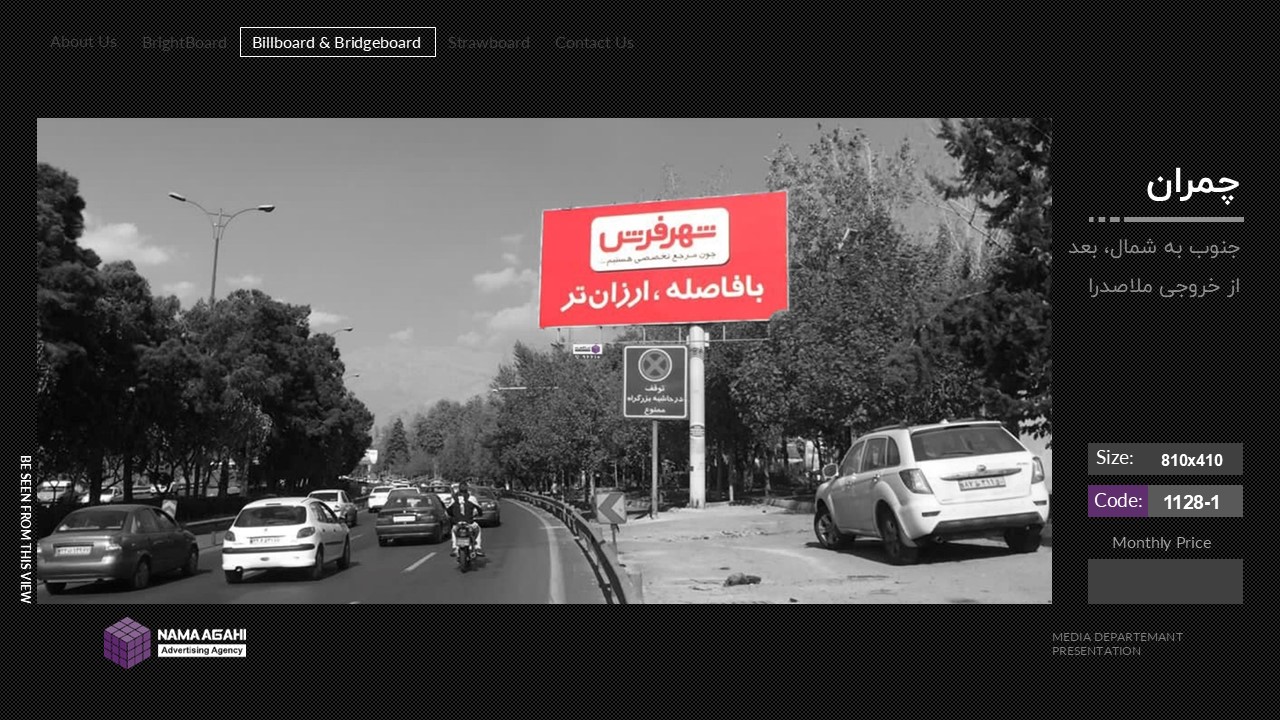 About Us
BrightBoard
Billboard & Bridgeboard
Strawboard
Contact Us
چمران
جنوب به شمال، بعد
از خروجی ملاصدرا
شهرفرش
چون مرجع تخصصی هستیم...
بافاصله ، ارزان‌تر
توقف
درحاشیه بزرگراه
ممنوع
BE SEEN FROM THIS VIEW
Size: 810x410
Code: 1128-1
Monthly Price
NAMA AGAHI
Advertising Agency
MEDIA DEPARTEMANT
PRESENTATION